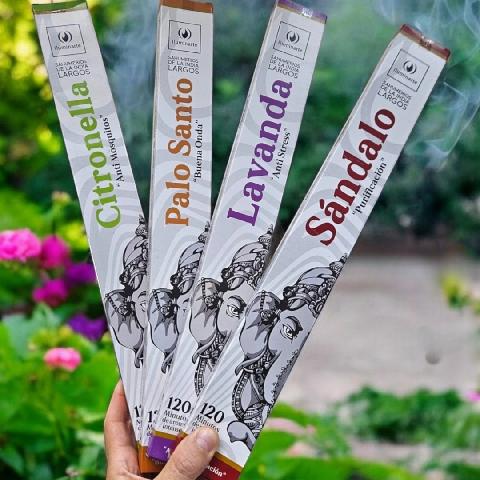 Iluminarte
SAHUMERIOS
DE LA INDIA
LARGOS
Citronella
"Anti Mosquitos"
Iluminarte
SAHUMERIOS
DE LA INDIA
LARGOS
Palo Santo
"Buena Onda"
Iluminarte
SAHUMERIOS
DE LA INDIA
LARGOS
Lavanda
"Anti Stress"
120
Minutos
Iluminarte
SAHUMERIOS
DE LA INDIA
LARGOS
Sándalo
"Purificación"
120
Minutos